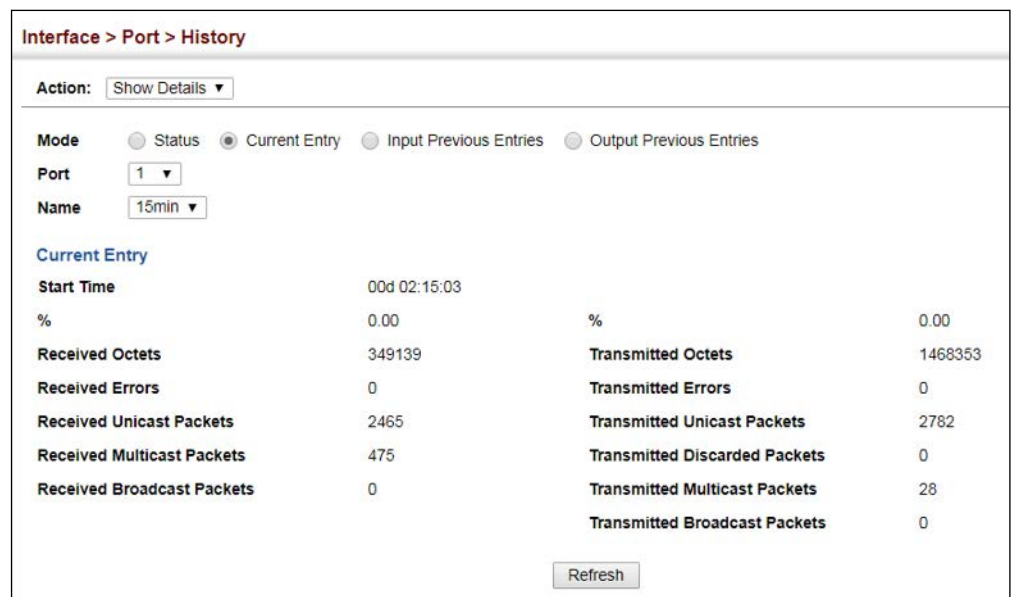 Interface > Port > History
Action: Show Details
Mode Status Current Entry Input Previous Entries Output Previous Entries
Port 1
Name 15min
Current Entry
Start Time 00d 02:15:03
% 0.00 % 0.00
Received Octets 349139 Transmitted Octets 1468353
Received Errors 0 Transmitted Errors 0
Received Unicast Packets 2465 Transmitted Unicast Packets 2782
Received Multicast Packets 475 Transmitted Discarded Packets 0
Received Broadcast Packets 0 Transmitted Multicast Packets 28
Transmitted Broadcast Packets 0
Refresh